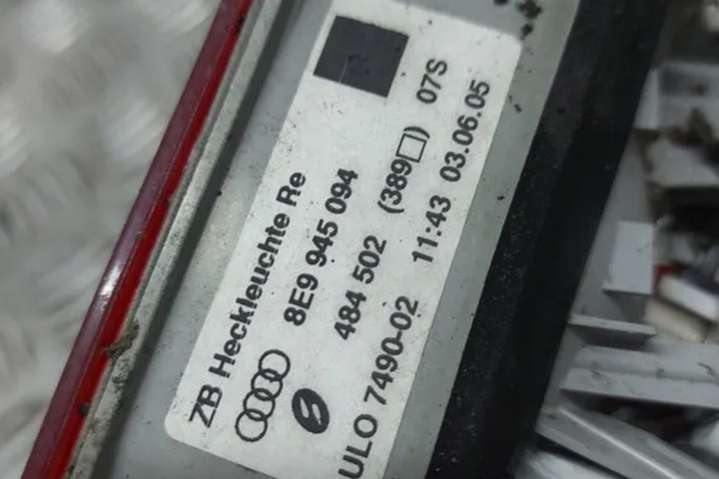 ZB Heckleuchte Re
8E9 945 094
484 502 (389□) 07S
ULO 7490-02 11:43 03.06.05